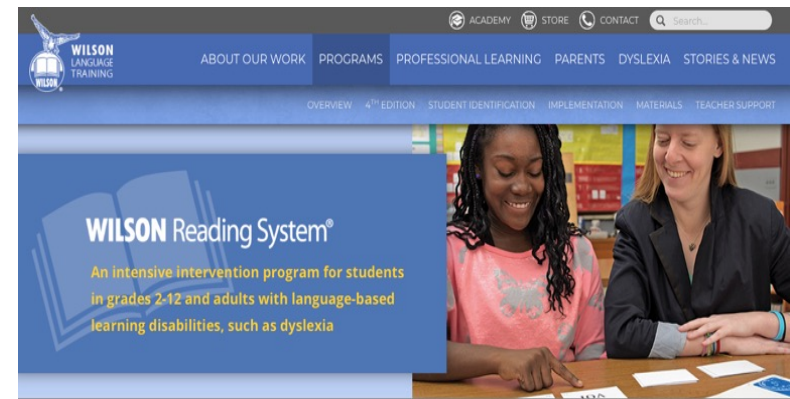 ACADEMY STORE CONTACT Search...
WILSON
LANGUAGE
TRAINING
WILSON
ABOUT OUR WORK PROGRAMS PROFESSIONAL LEARNING PARENTS DYSLEXIA STORIES & NEWS
OVERVIEW 4TH EDITION STUDENT IDENTIFICATION IMPLEMENTATION MATERIALS TEACHER SUPPORT
WILSON Reading System®
An intensive intervention program for students
in grades 2-12 and adults with language-based
learning disabilities, such as dyslexia